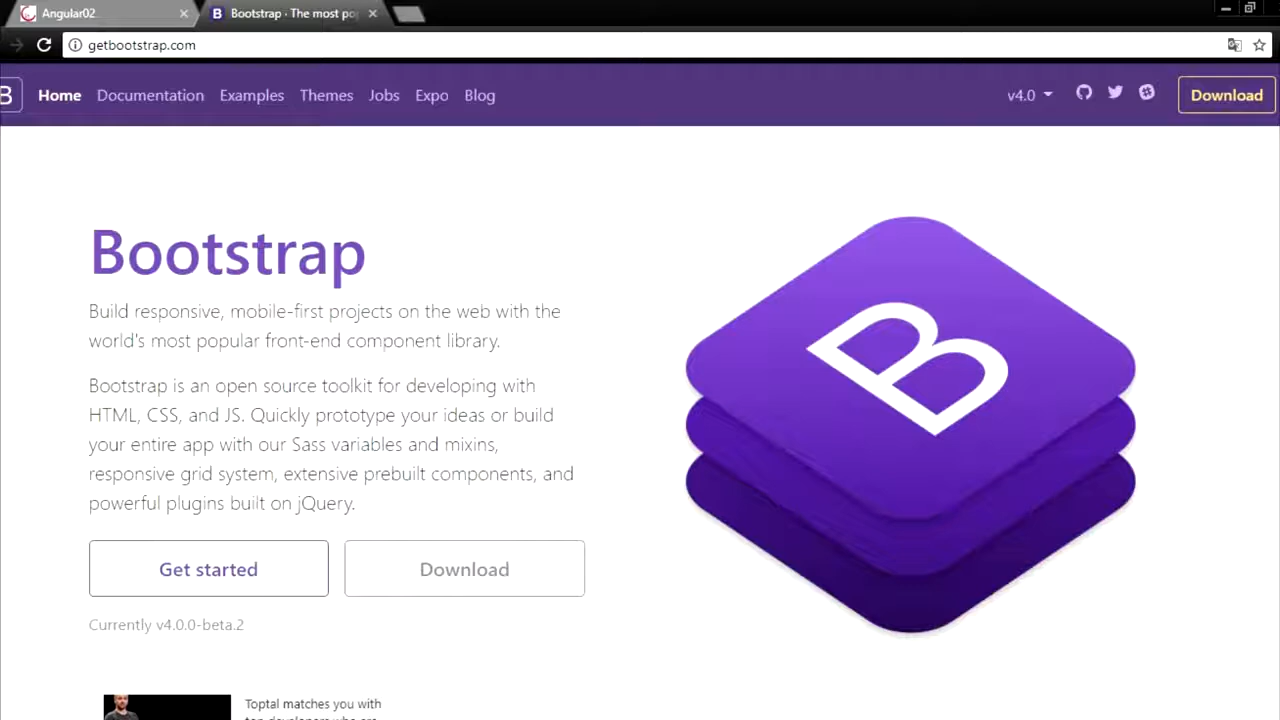 Angular02
Bootstrap · The most po
getbootstrap.com
B
Home Documentation Examples Themes Jobs Expo Blog
v4.0
Download
Bootstrap
Build responsive, mobile-first projects on the web with the
world's most popular front-end component library.
Bootstrap is an open source toolkit for developing with
HTML, CSS, and JS. Quickly prototype your ideas or build
your entire app with our Sass variables and mixins,
responsive grid system, extensive prebuilt components, and
powerful plugins built on jQuery.
Get started
Download
Currently v4.0.0-beta.2
B
Toptal matches you with